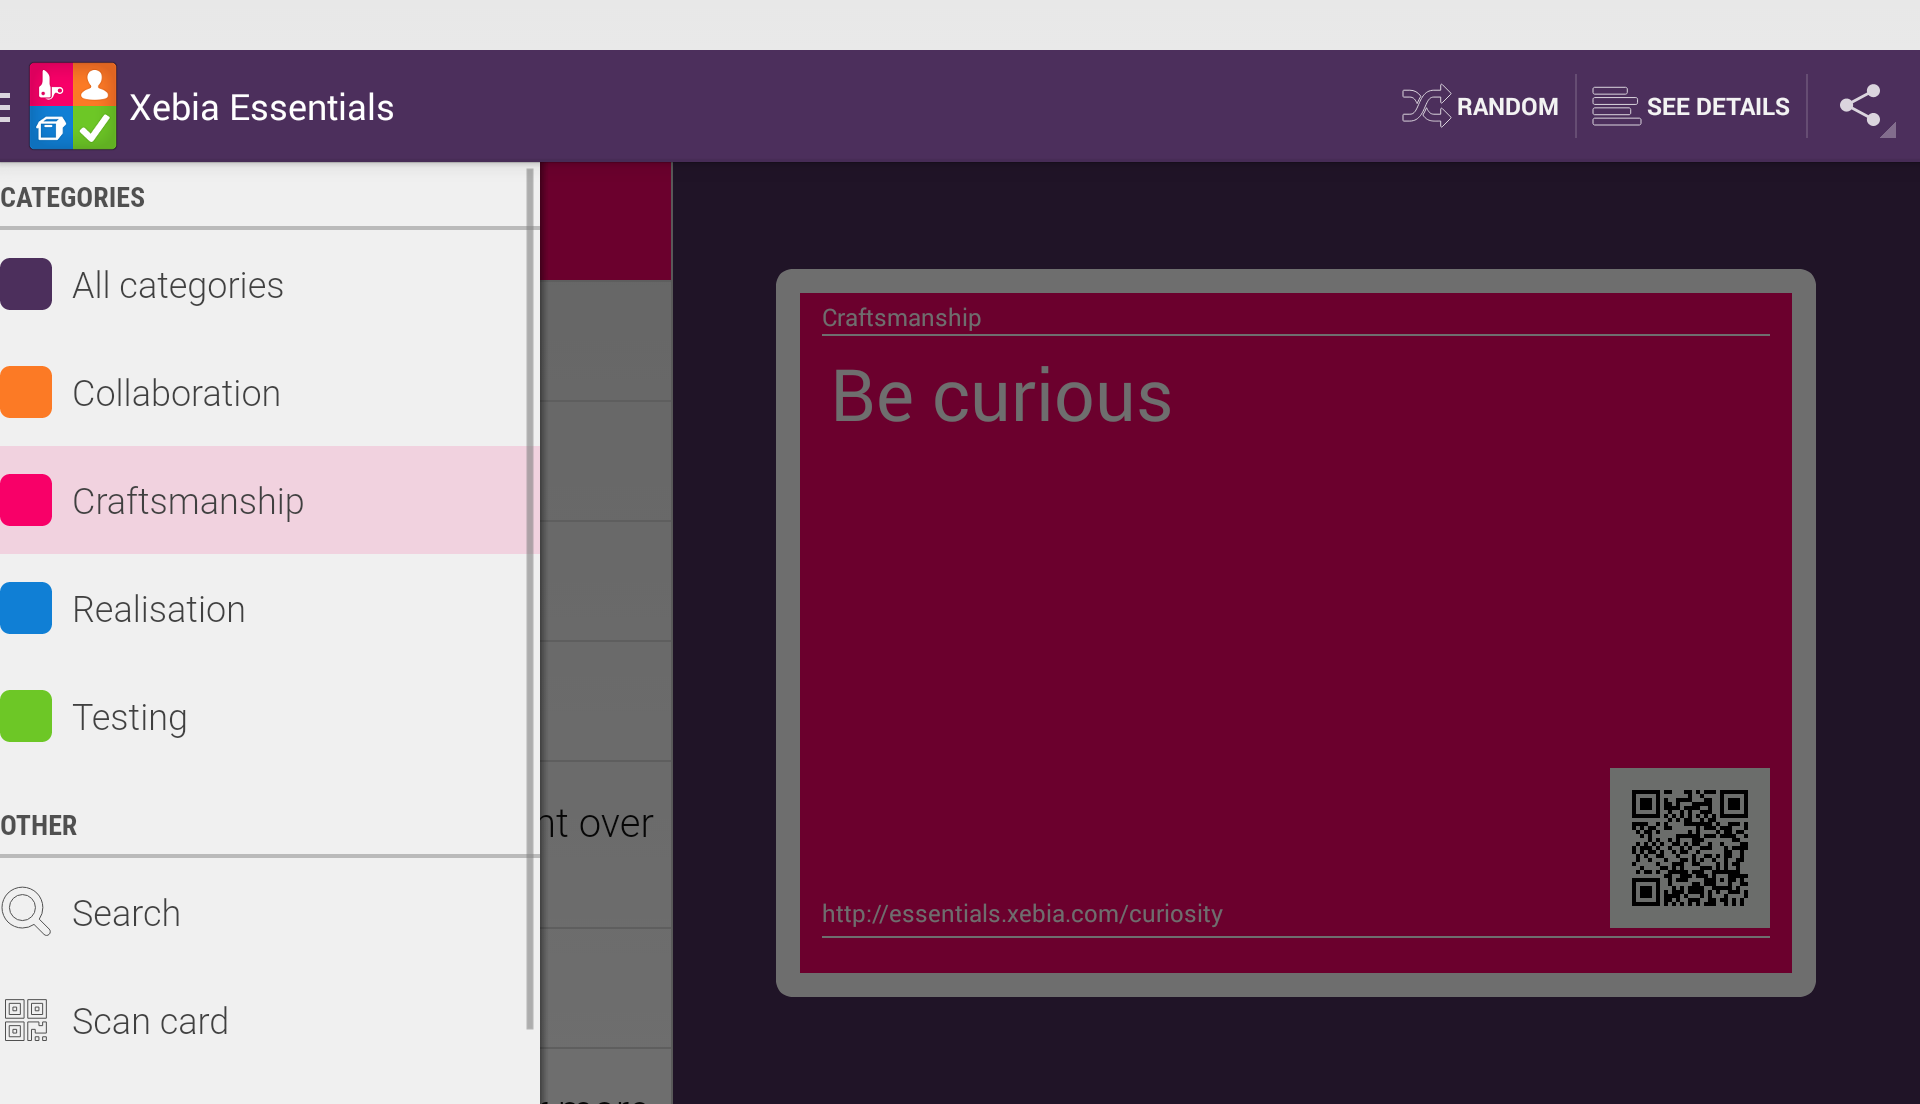 Xebia Essentials
RANDOM
SEE DETAILS
CATEGORIES
All categories
Collaboration
Craftsmanship
Realisation
Testing
OTHER
Search
Scan card
over
Craftsmanship
Be curious
http://essentials.xebia.com/curiosity